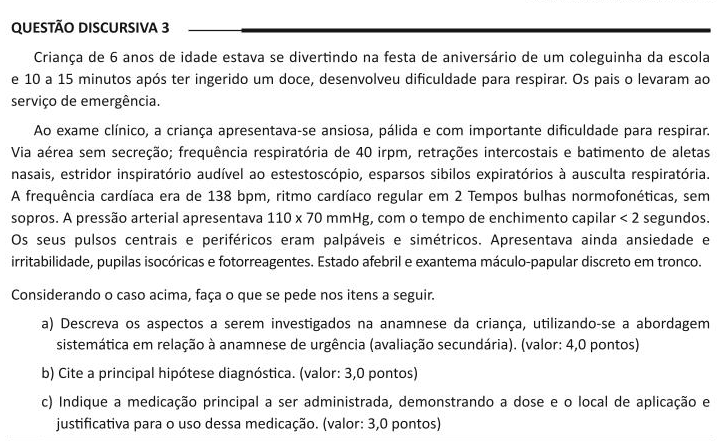 QUESTÃO DISCURSIVA 3
Criança de 6 anos de idade estava se divertindo na festa de aniversário de um coleguinha da escola
e 10 a 15 minutos após ter ingerido um doce, desenvolveu dificuldade para respirar. Os pais o levaram ao
serviço de emergência.
Ao exame clínico, a criança apresentava-se ansiosa, pálida e com importante dificuldade para respirar.
Via aérea sem secreção; frequência respiratória de 40 irpm, retrações intercostais e batimento de aletas
nasais, estridor inspiratório audível ao estestoscópio, esparsos sibilos expiratórios à ausculta respiratória.
A frequência cardíaca era de 138 bpm, ritmo cardíaco regular em 2 Tempos bulhas normofonéticas, sem
sopros. A pressão arterial apresentava 110 x 70 mmHg, com o tempo de enchimento capilar < 2 segundos.
Os seus pulsos centrais e periféricos eram palpáveis e simétricos. Apresentava ainda ansiedade e
irritabilidade, pupilas isocóricas e fotorreagentes. Estado afebril e exantema máculo-papular discreto em tronco.
Considerando o caso acima, faça o que se pede nos itens a seguir.
a) Descreva os aspectos a serem investigados na anamnese da criança, utilizando-se a abordagem
sistemática em relação à anamnese de urgência (avaliação secundária). (valor: 4,0 pontos)
b) Cite a principal hipótese diagnóstica. (valor: 3,0 pontos)
c) Indique a medicação principal a ser administrada, demonstrando a dose e o local de aplicação e
justificativa para o uso dessa medicação. (valor: 3,0 pontos)